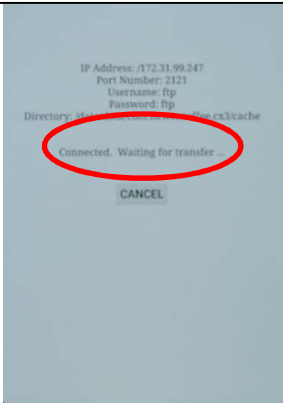 IP Address: /172.31.99.247
Port Number: 2121
Username: ftp
Password: ftp
Directory:
Connected. Waiting for transfer ...
CANCEL